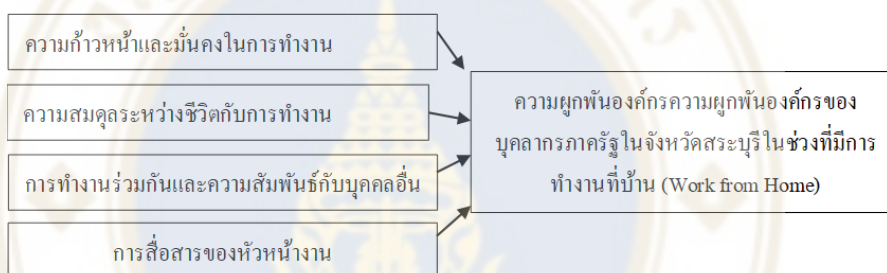 ความก้าวหน้าและมั่นคงในการทำงาน
ความสมดุลระหว่างชีวิตกับการทำงาน
การทำงานร่วมกันและความสัมพันธ์กับบุคคลอื่น
การสื่อสารของหัวหน้างาน
ความผูกพันองค์กรความผูกพันองค์กรของ
บุคลากรภาครัฐในจังหวัดสระบุรีในช่วงที่มีการ
ทำงานที่บ้าน (Work from Home)